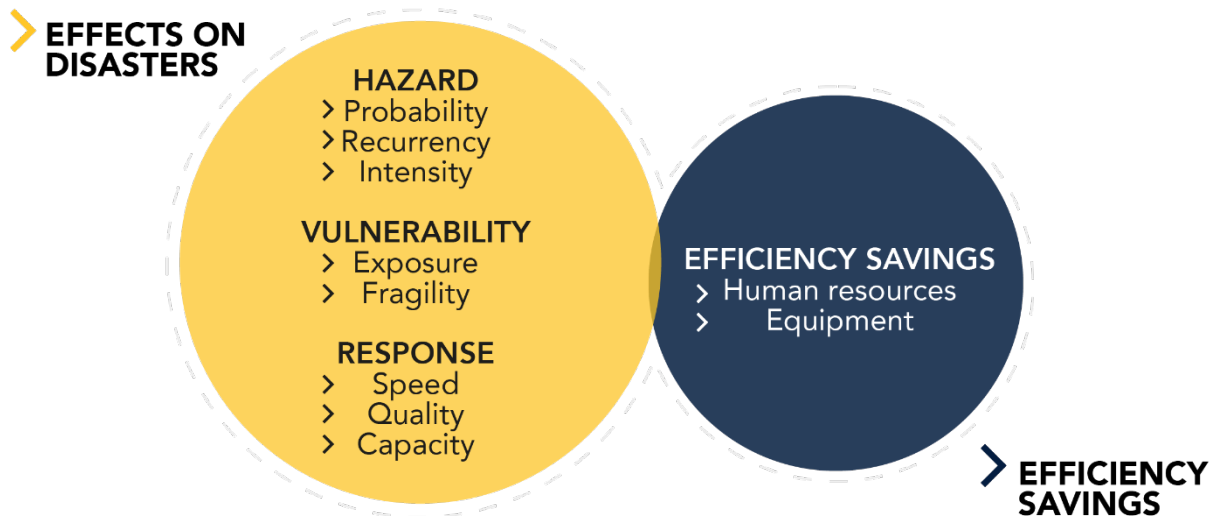 EFFECTS ON
DISASTERS
HAZARD
Probability
Recurrency
Intensity
VULNERABILITY
Exposure
Fragility
RESPONSE
Speed
Quality
Capacity
EFFICIENCY SAVINGS
Human resources
Equipment
EFFICIENCY
SAVINGS